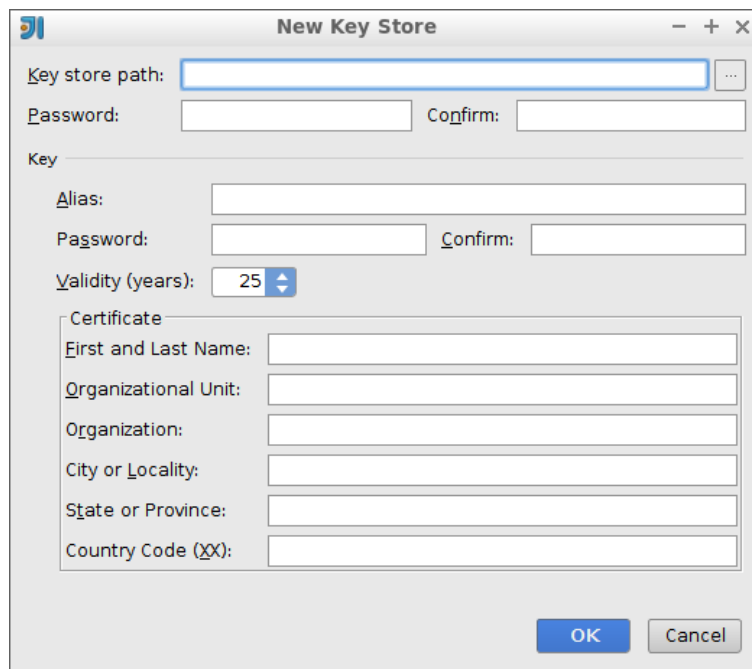 New Key Store
Key store path:
...
Password:
Confirm:
Key
Alias:
Password:
Confirm:
Validity (years):
25
Certificate
First and Last Name:
Organizational Unit:
Organization:
City or Locality:
State or Province:
Country Code (XX):
OK
Cancel